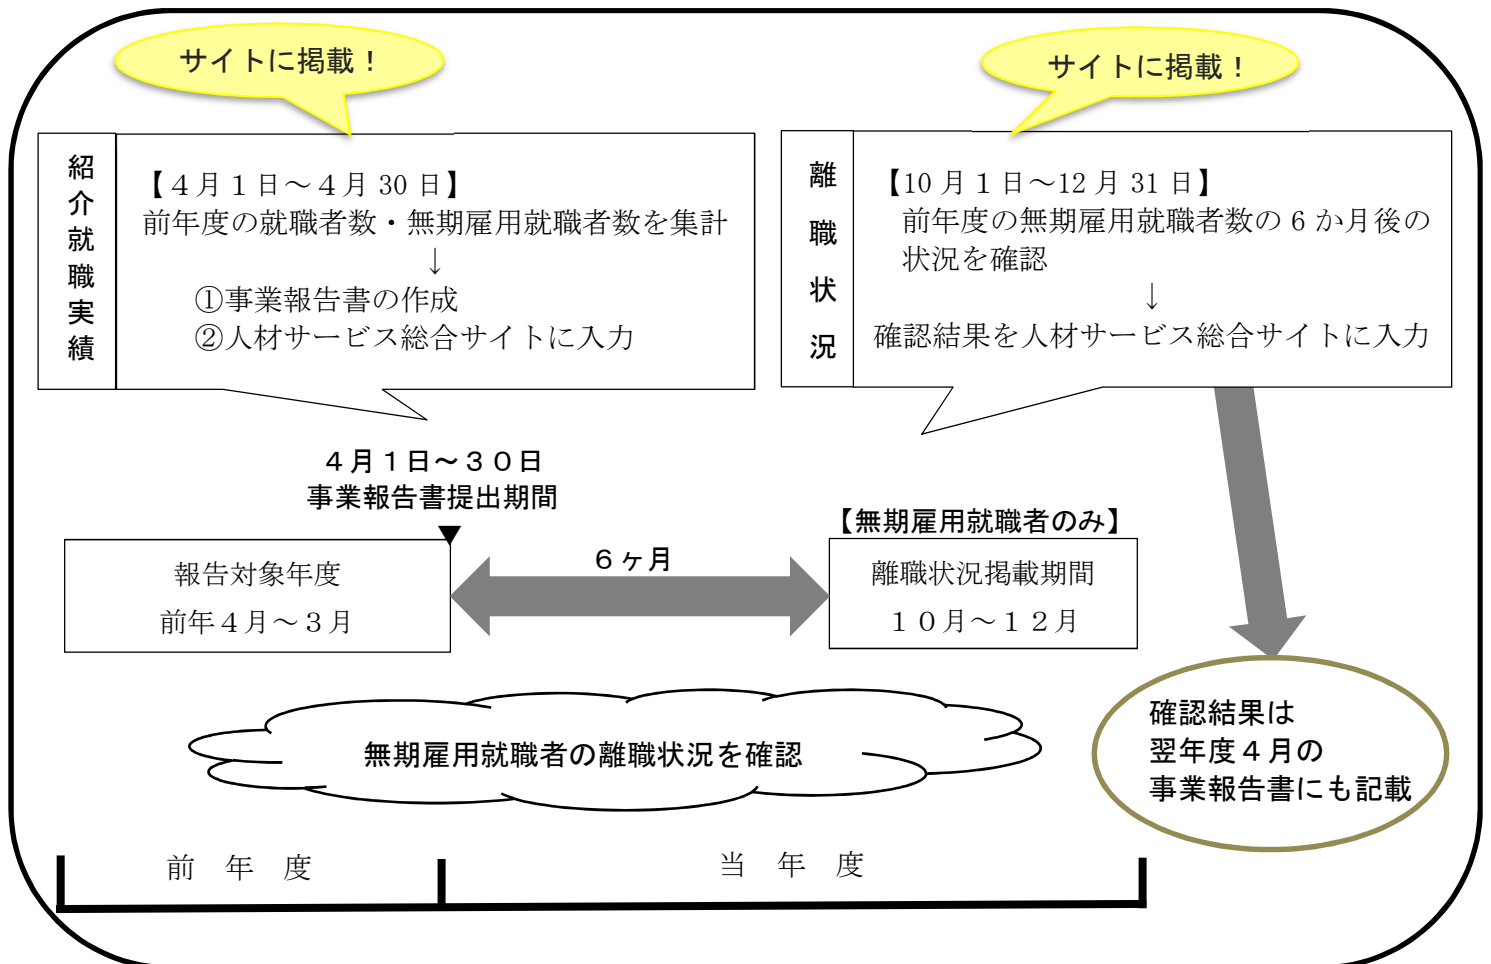 サイトに掲載！
サイトに掲載！
紹介就職実績
【４月１日～４月 30 日】
前年度の就職者数・無期雇用就職者数を集計
↓
①事業報告書の作成
②人材サービス総合サイトに入力
離職状況
【10 月１日～12 月 31 日】
前年度の無期雇用就職者数の 6 か月後の
状況を確認
↓
確認結果を人材サービス総合サイトに入力
４月１日～３０日
事業報告書提出期間
【無期雇用就職者のみ】
報告対象年度
前年４月～３月
６ヶ月
離職状況掲載期間
１０月～１２月
無期雇用就職者の離職状況を確認
確認結果は
翌年度４月の
事業報告書にも記載
前　年　度
当　年　度